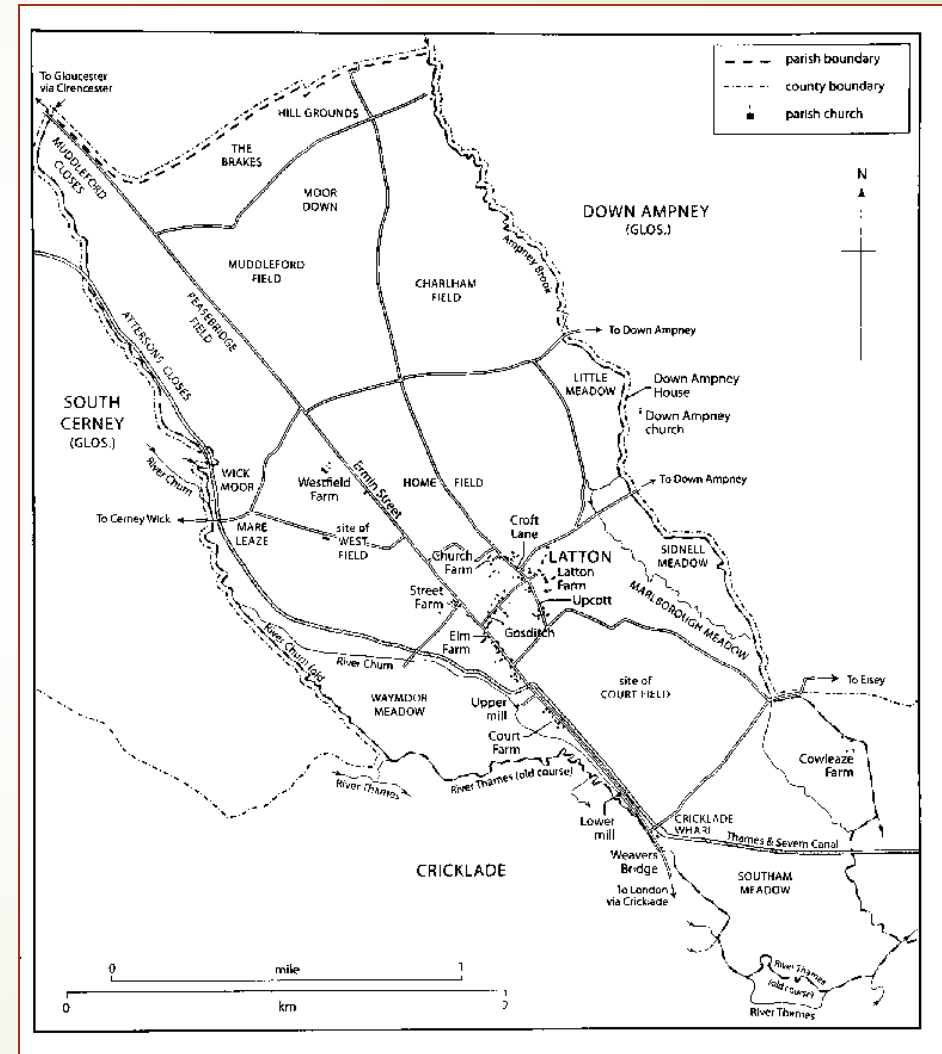 To Gloucester
via Cirencester
parish boundary
county boundary
parish church
HILL GROUNDS
THE
BRAKES
MUDDLEFORD
CLOSES
MOOR
DOWN
N
DOWN AMPNEY
(GLOS.)
Ampney Brook
MUDDLEFORD
FIELD
CHARLHAM
FIELD
PEASEBRIDGE
FIELD
To Down Ampney
ATTERSONS CLOSES
LITTLE
MEADOW
Down Ampney
House
Down Ampney
church
SOUTH
CERNEY
(GLOS.)
River Churn
WICK
MOOR
Westfield
Farm
Ermin Street
HOME FIELD
To Down Ampney
To Cerney Wick
MARE
LEAZE
site of
WEST
FIELD
Croft
Lane
Church
Farm
LATTON
Latton
Farm
SIDNELL
MEADOW
MARLBOROUGH MEADOW
Street
Farm
Upcott
Elm
Farm
Gosditch
River Churn (old
River Churn
To Eisey
site of
COURT FIELD
WAYMOOR
MEADOW
Upper
mill
Court
Farm
Cowleaze
Farm
River Thames
River Thames (old course)
Lower
mill
CRICKLADE
WHARF
Thames & Severn Canal
Weavers
Bridge
CRICKLADE
To London
via Cricklade
SOUTHAM
MEADOW
River Thames
(old course)
River Thames
0 mile 1
0 km 2